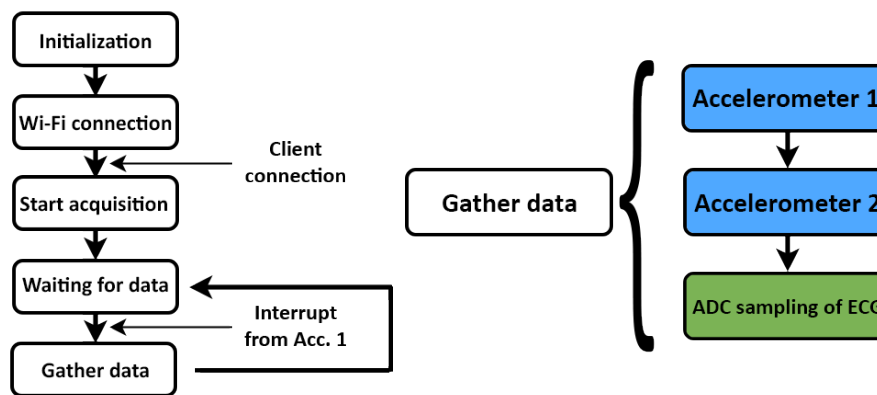 Initialization
Wi-Fi connection
Client
connection
Start acquisition
Waiting for data
Interrupt
from Acc. 1
Gather data
Gather data
Accelerometer 1
Accelerometer 2
ADC sampling of ECG